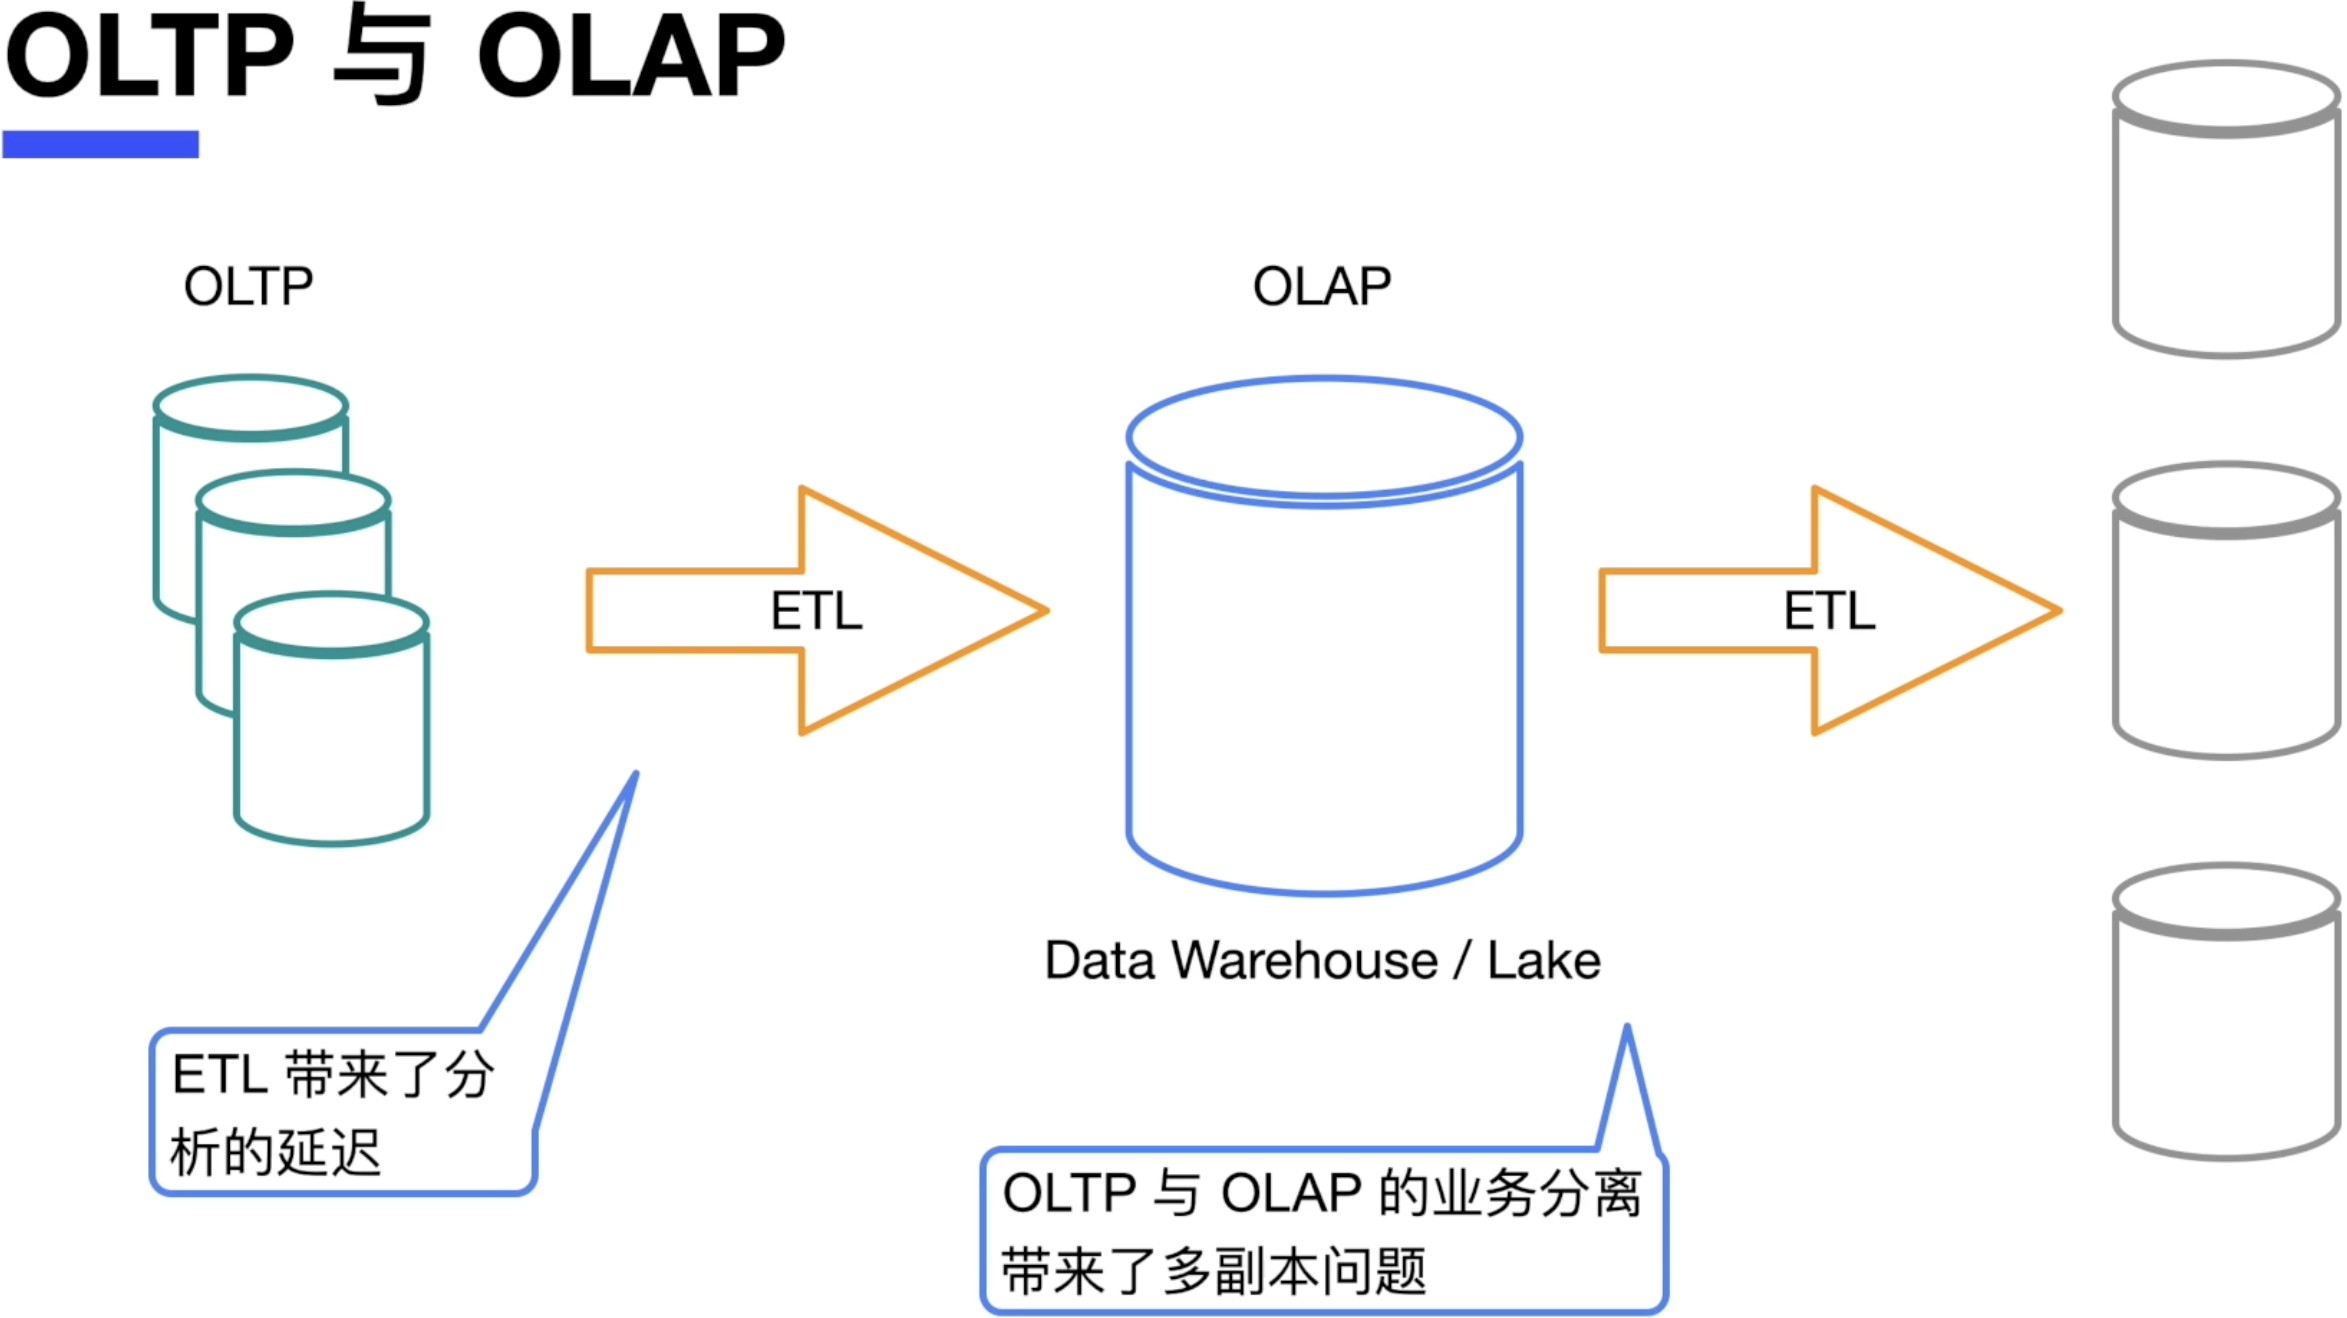 OLTP 与 OLAP
OLTP
OLAP
ETL
ETL
Data Warehouse / Lake
ETL 带来了分
析的延迟
OLTP 与 OLAP 的业务分离
带来了多副本问题